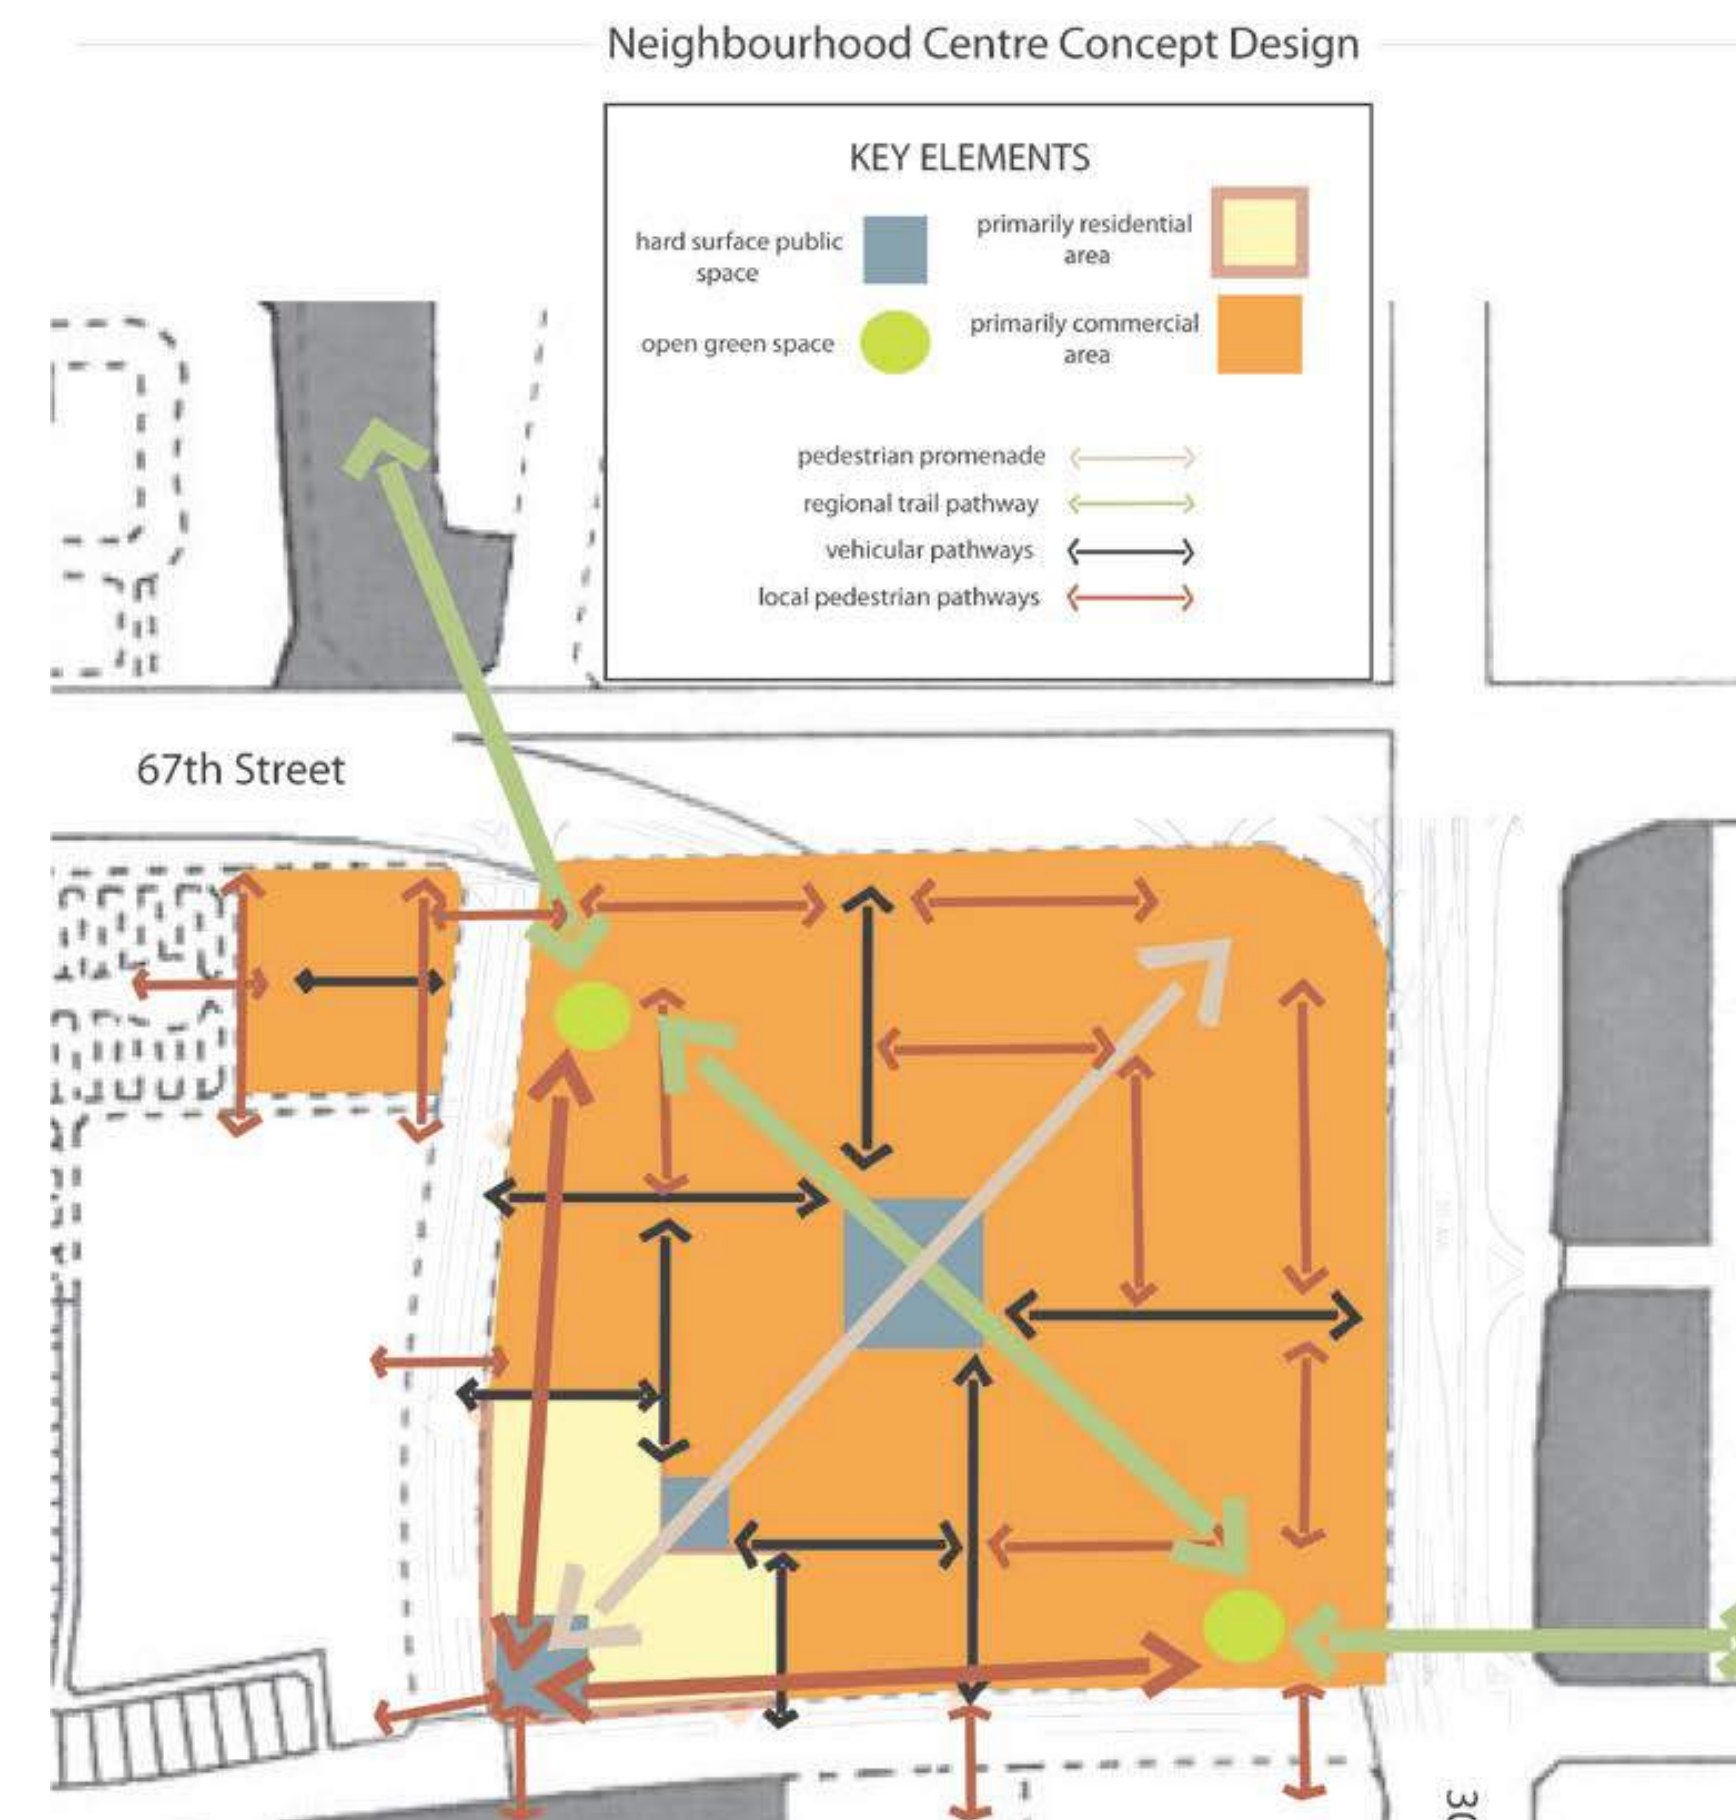 Neighbourhood Centre Concept Design
KEY ELEMENTS
hard surface public
space
primarily residential
area
open green space
primarily commercial
area
pedestrian promenade
regional trail pathway
vehicular pathways
local pedestrian pathways
67th Street
30